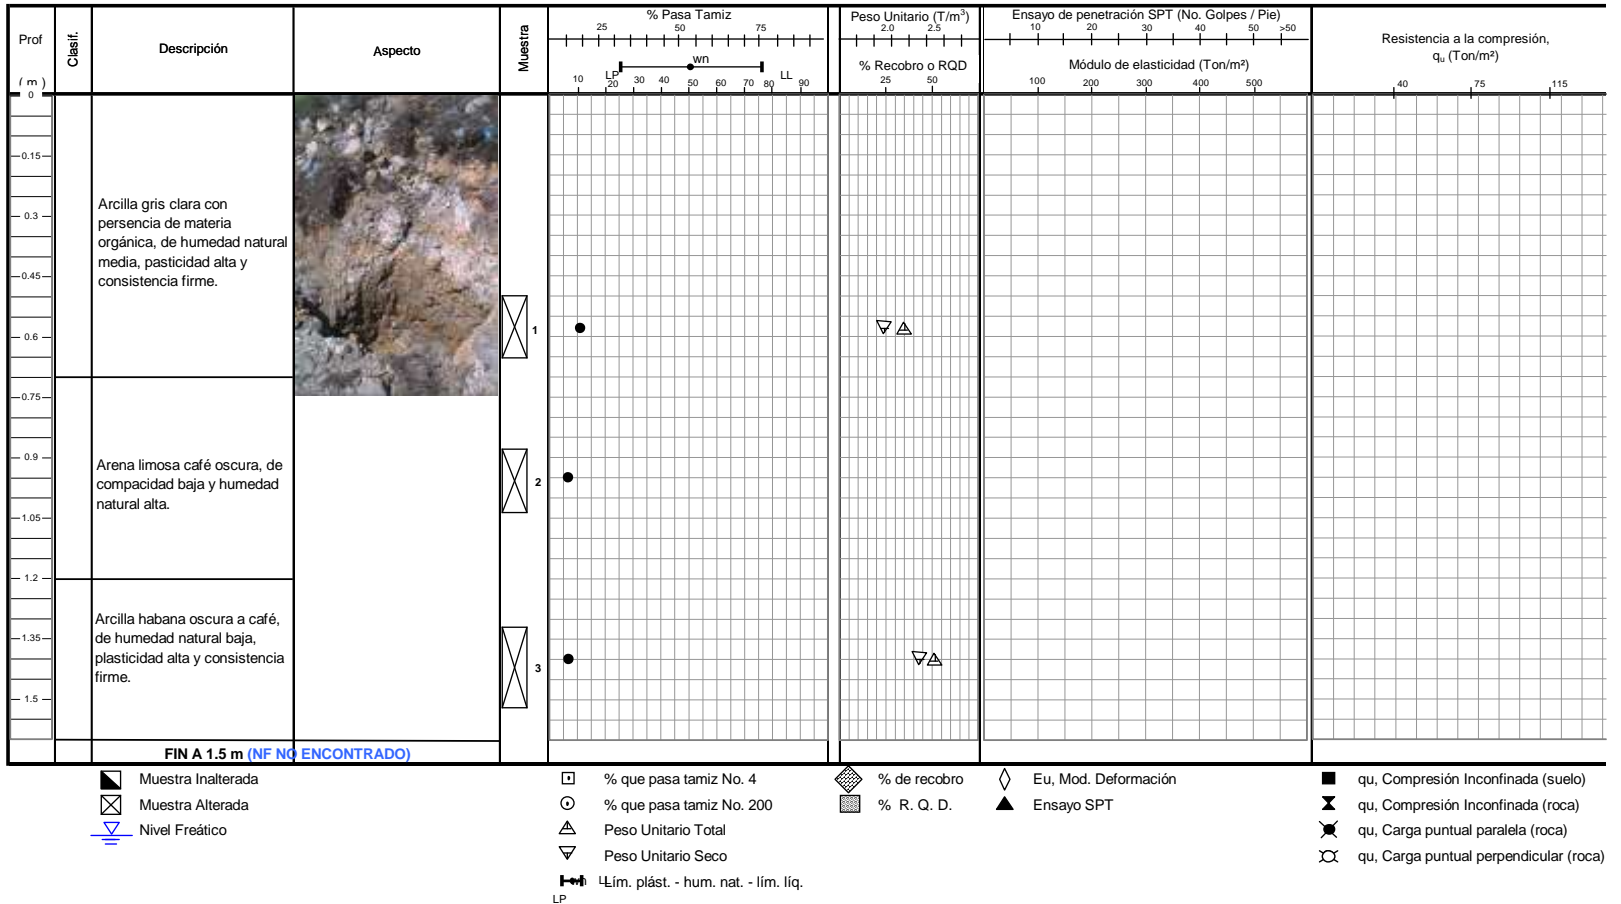 Prof
( m )
Clasif.
Descripción
Aspecto
Muestra
% Pasa Tamiz
25 50 75
wn
LP LL
10 20 30 40 50 60 70 80 90
Peso Unitario (T/m³)
2.0 2.5
% Recobro o RQD
25 50
Ensayo de penetración SPT (No. Golpes / Pie)
10 20 30 40 50 >50
Módulo de elasticidad (Ton/m²)
100 200 300 400 500
Resistencia a la compresión,
qu (Ton/m²)
40 75 115
0
0.15
0.3
0.45
0.6
0.75
0.9
1.05
1.2
1.35
1.5
Arcilla gris clara con
persencia de materia
orgánica, de humedad natural
media, pasticidad alta y
consistencia firme.
1
Arena limosa café oscura, de
compacidad baja y humedad
natural alta.
2
Arcilla habana oscura a café,
de humedad natural baja,
plasticidad alta y consistencia
firme.
3
FIN A 1.5 m (NF NO ENCONTRADO)
Muestra Inalterada
Muestra Alterada
Nivel Freático
% que pasa tamiz No. 4
% que pasa tamiz No. 200
Peso Unitario Total
Peso Unitario Seco
wn LL Lím. plást. - hum. nat. - lím. líq.
LP
% de recobro
% R. Q. D.
Eu, Mod. Deformación
Ensayo SPT
qu, Compresión Inconfinada (suelo)
qu, Compresión Inconfinada (roca)
qu, Carga puntual paralela (roca)
qu, Carga puntual perpendicular (roca)